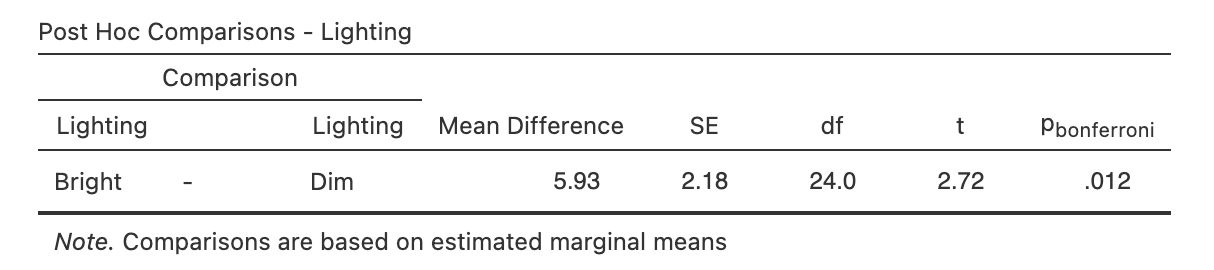 Post Hoc Comparisons - Lighting
Comparison
Lighting Lighting Mean Difference SE df t pbonferroni
Bright - Dim 5.93 2.18 24.0 2.72 .012
Note. Comparisons are based on estimated marginal means